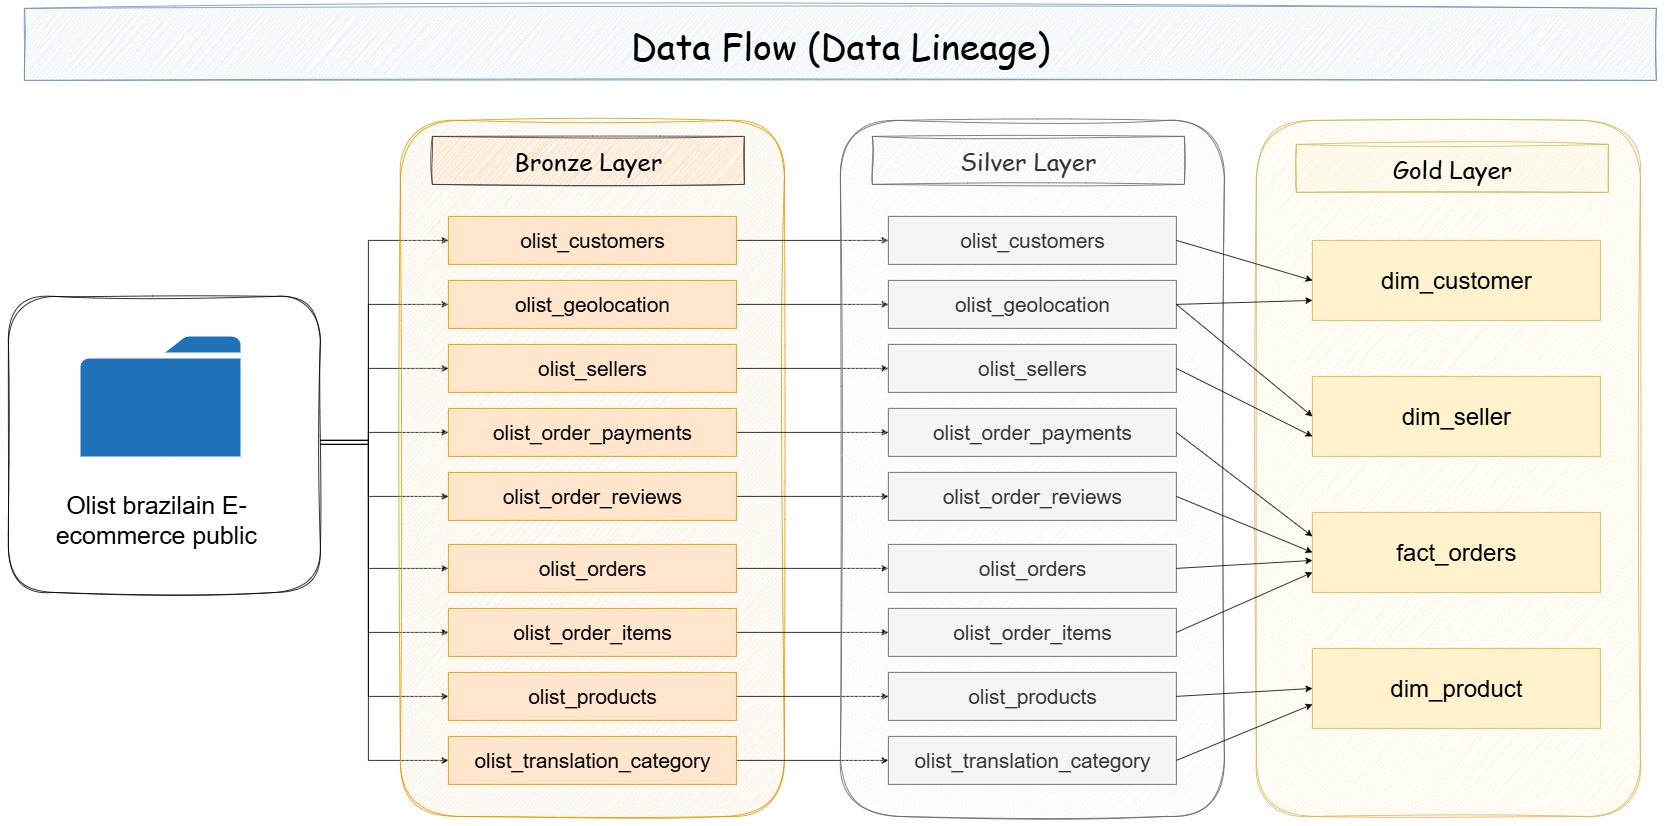 Data Flow (Data Lineage)
Bronze Layer
Silver Layer
Gold Layer
olist_customers
olist_geolocation
olist_sellers
olist_order_payments
olist_order_reviews
olist_orders
olist_order_items
olist_products
olist_translation_category
olist_customers
olist_geolocation
olist_sellers
olist_order_payments
olist_order_reviews
olist_orders
olist_order_items
olist_products
olist_translation_category
dim_customer
dim_seller
fact_orders
dim_product
Olist brazilain E-
ecommerce public